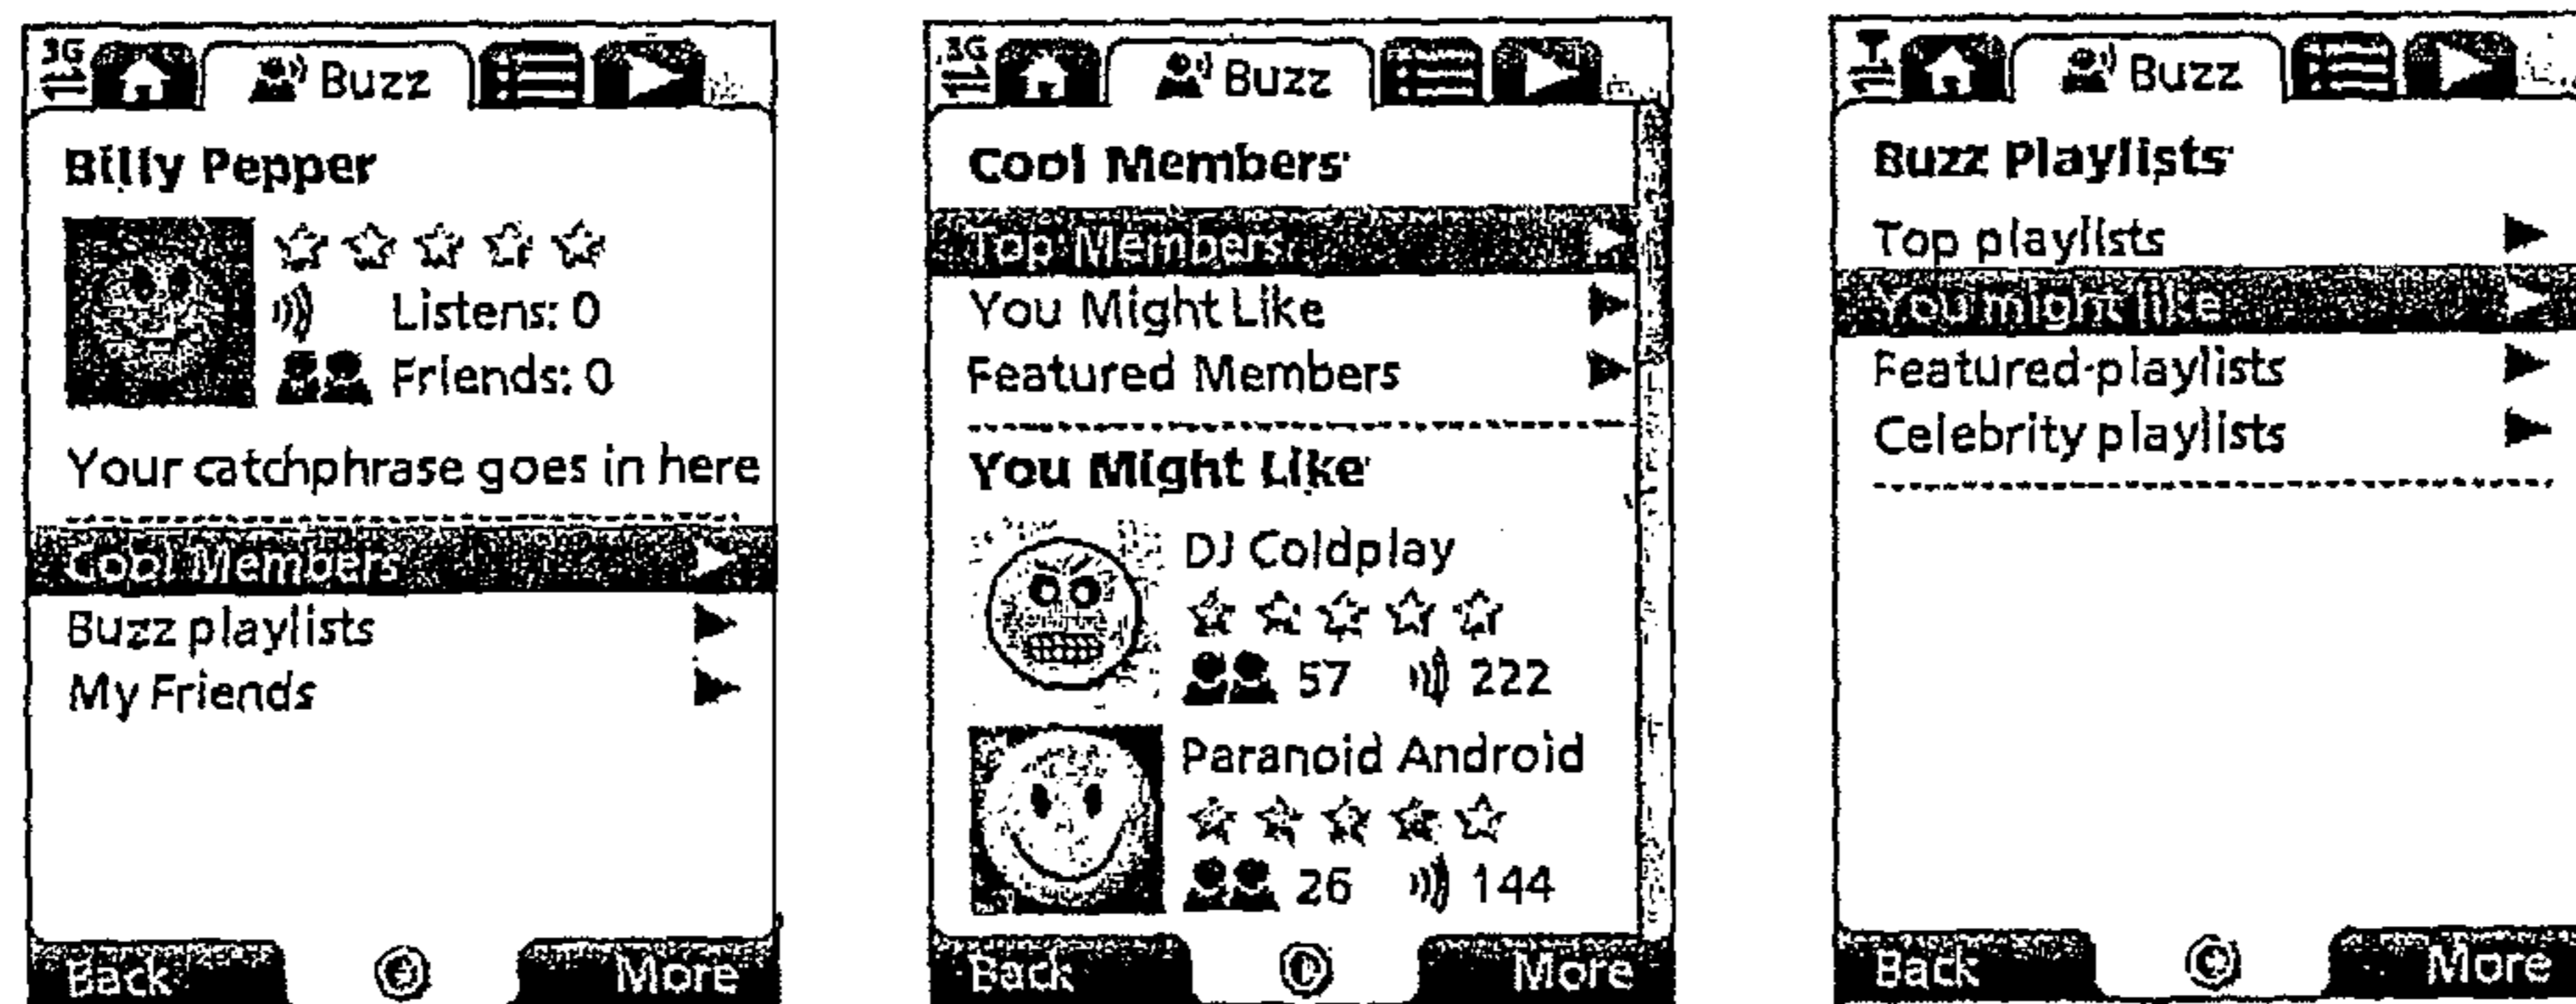 3G
Buzz
Billy Pepper
Listens: 0
Friends: 0
Your catchphrase goes in here
Cool Members
Buzz playlists
My Friends
Back
More
3G
Buzz
Cool Members
Top Members
You Might Like
Featured Members
You Might Like
DJ Coldplay
57 222
Paranoid Android
26 144
Back
More
Buzz
Buzz Playlists
Top playlists
You might like
Featured playlists
Celebrity playlists
Back
More